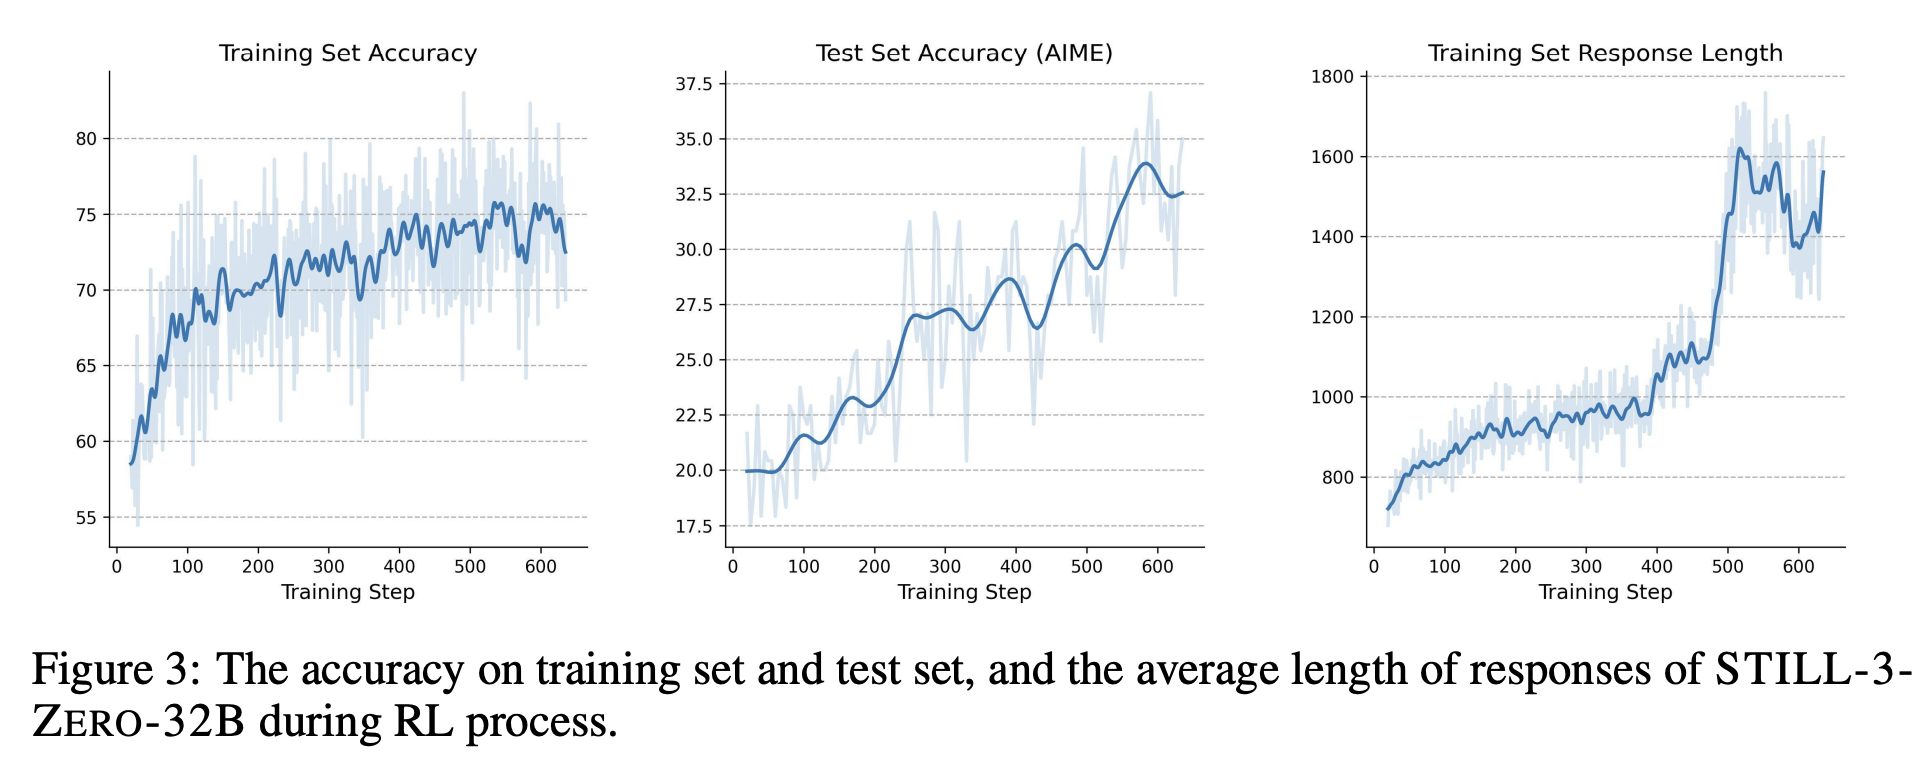 Training Set Accuracy
80
75
70
65
60
55
0 100 200 300 400 500 600
Training Step
Test Set Accuracy (AIME)
37.5
35.0
32.5
30.0
27.5
25.0
22.5
20.0
17.5
0 100 200 300 400 500 600
Training Step
Training Set Response Length
1800
1600
1400
1200
1000
800
0 100 200 300 400 500 600
Training Step
Figure 3: The accuracy on training set and test set, and the average length of responses of STILL-3-
ZERO-32B during RL process.